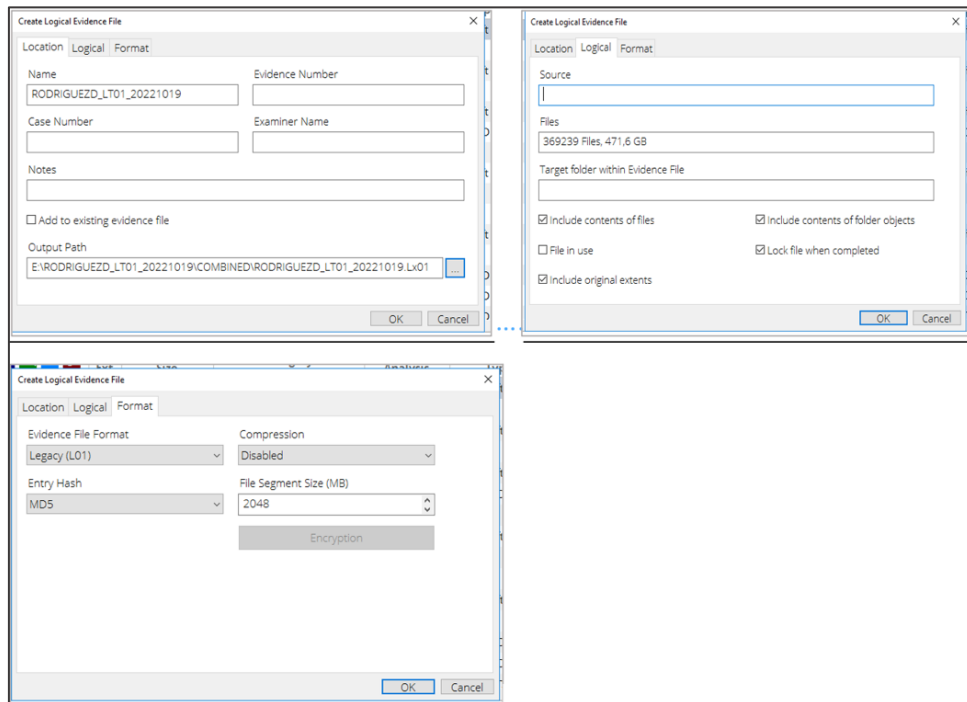 Create Logical Evidence File
Location Logical Format
Name Evidence Number
RODRIGUEZD_LT01_20221019
Case Number Examiner Name
Notes
Add to existing evidence file
Output Path
E:\RODRIGUEZD_LT01_20221019\COMBINED\RODRIGUEZD_LT01_20221019.Lx01 ...
OK Cancel
Create Logical Evidence File
Location Logical Format
Source
Files
369239 Files, 471,6 GB
Target folder within Evidence File
Include contents of files Include contents of folder objects
File in use Lock file when completed
Include original extents
OK Cancel
Create Logical Evidence File
Location Logical Format
Evidence File Format Compression
Legacy (L01) Disabled
Entry Hash File Segment Size (MB)
MD5 2048
Encryption
OK Cancel